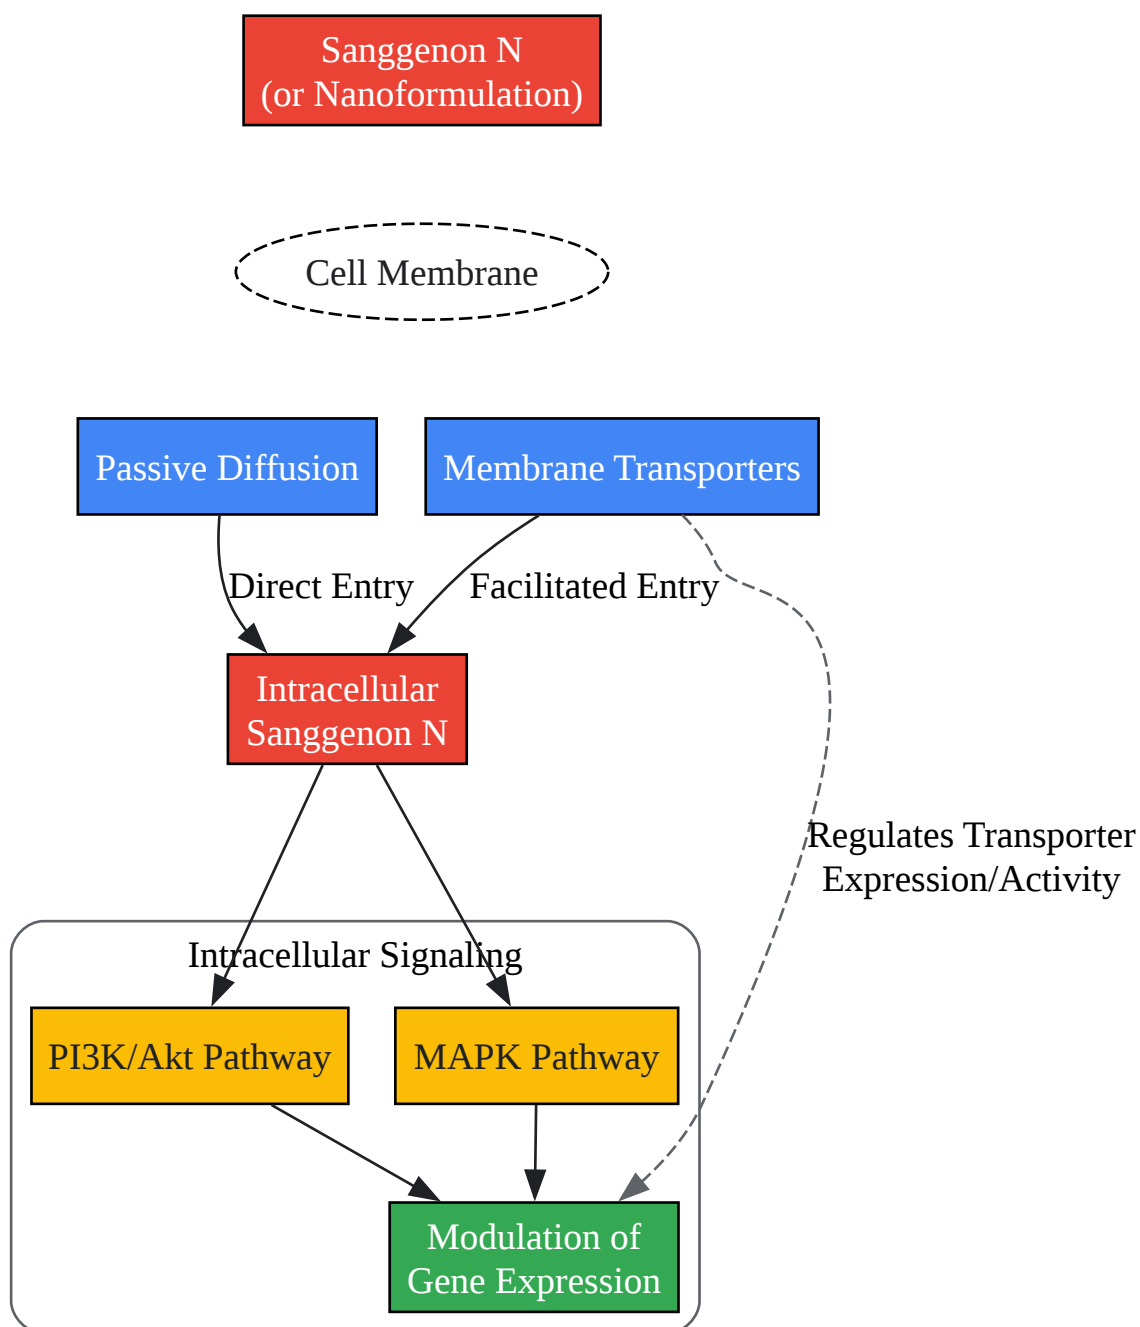 Sanggenon N
(or Nanoformulation)
Cell Membrane
Passive Diffusion
Membrane Transporters
Direct Entry
Facilitated Entry
Intracellular
Sanggenon N
Regulates Transporter
Expression/Activity
Intracellular Signaling
PI3K/Akt Pathway
MAPK Pathway
Modulation of
Gene Expression